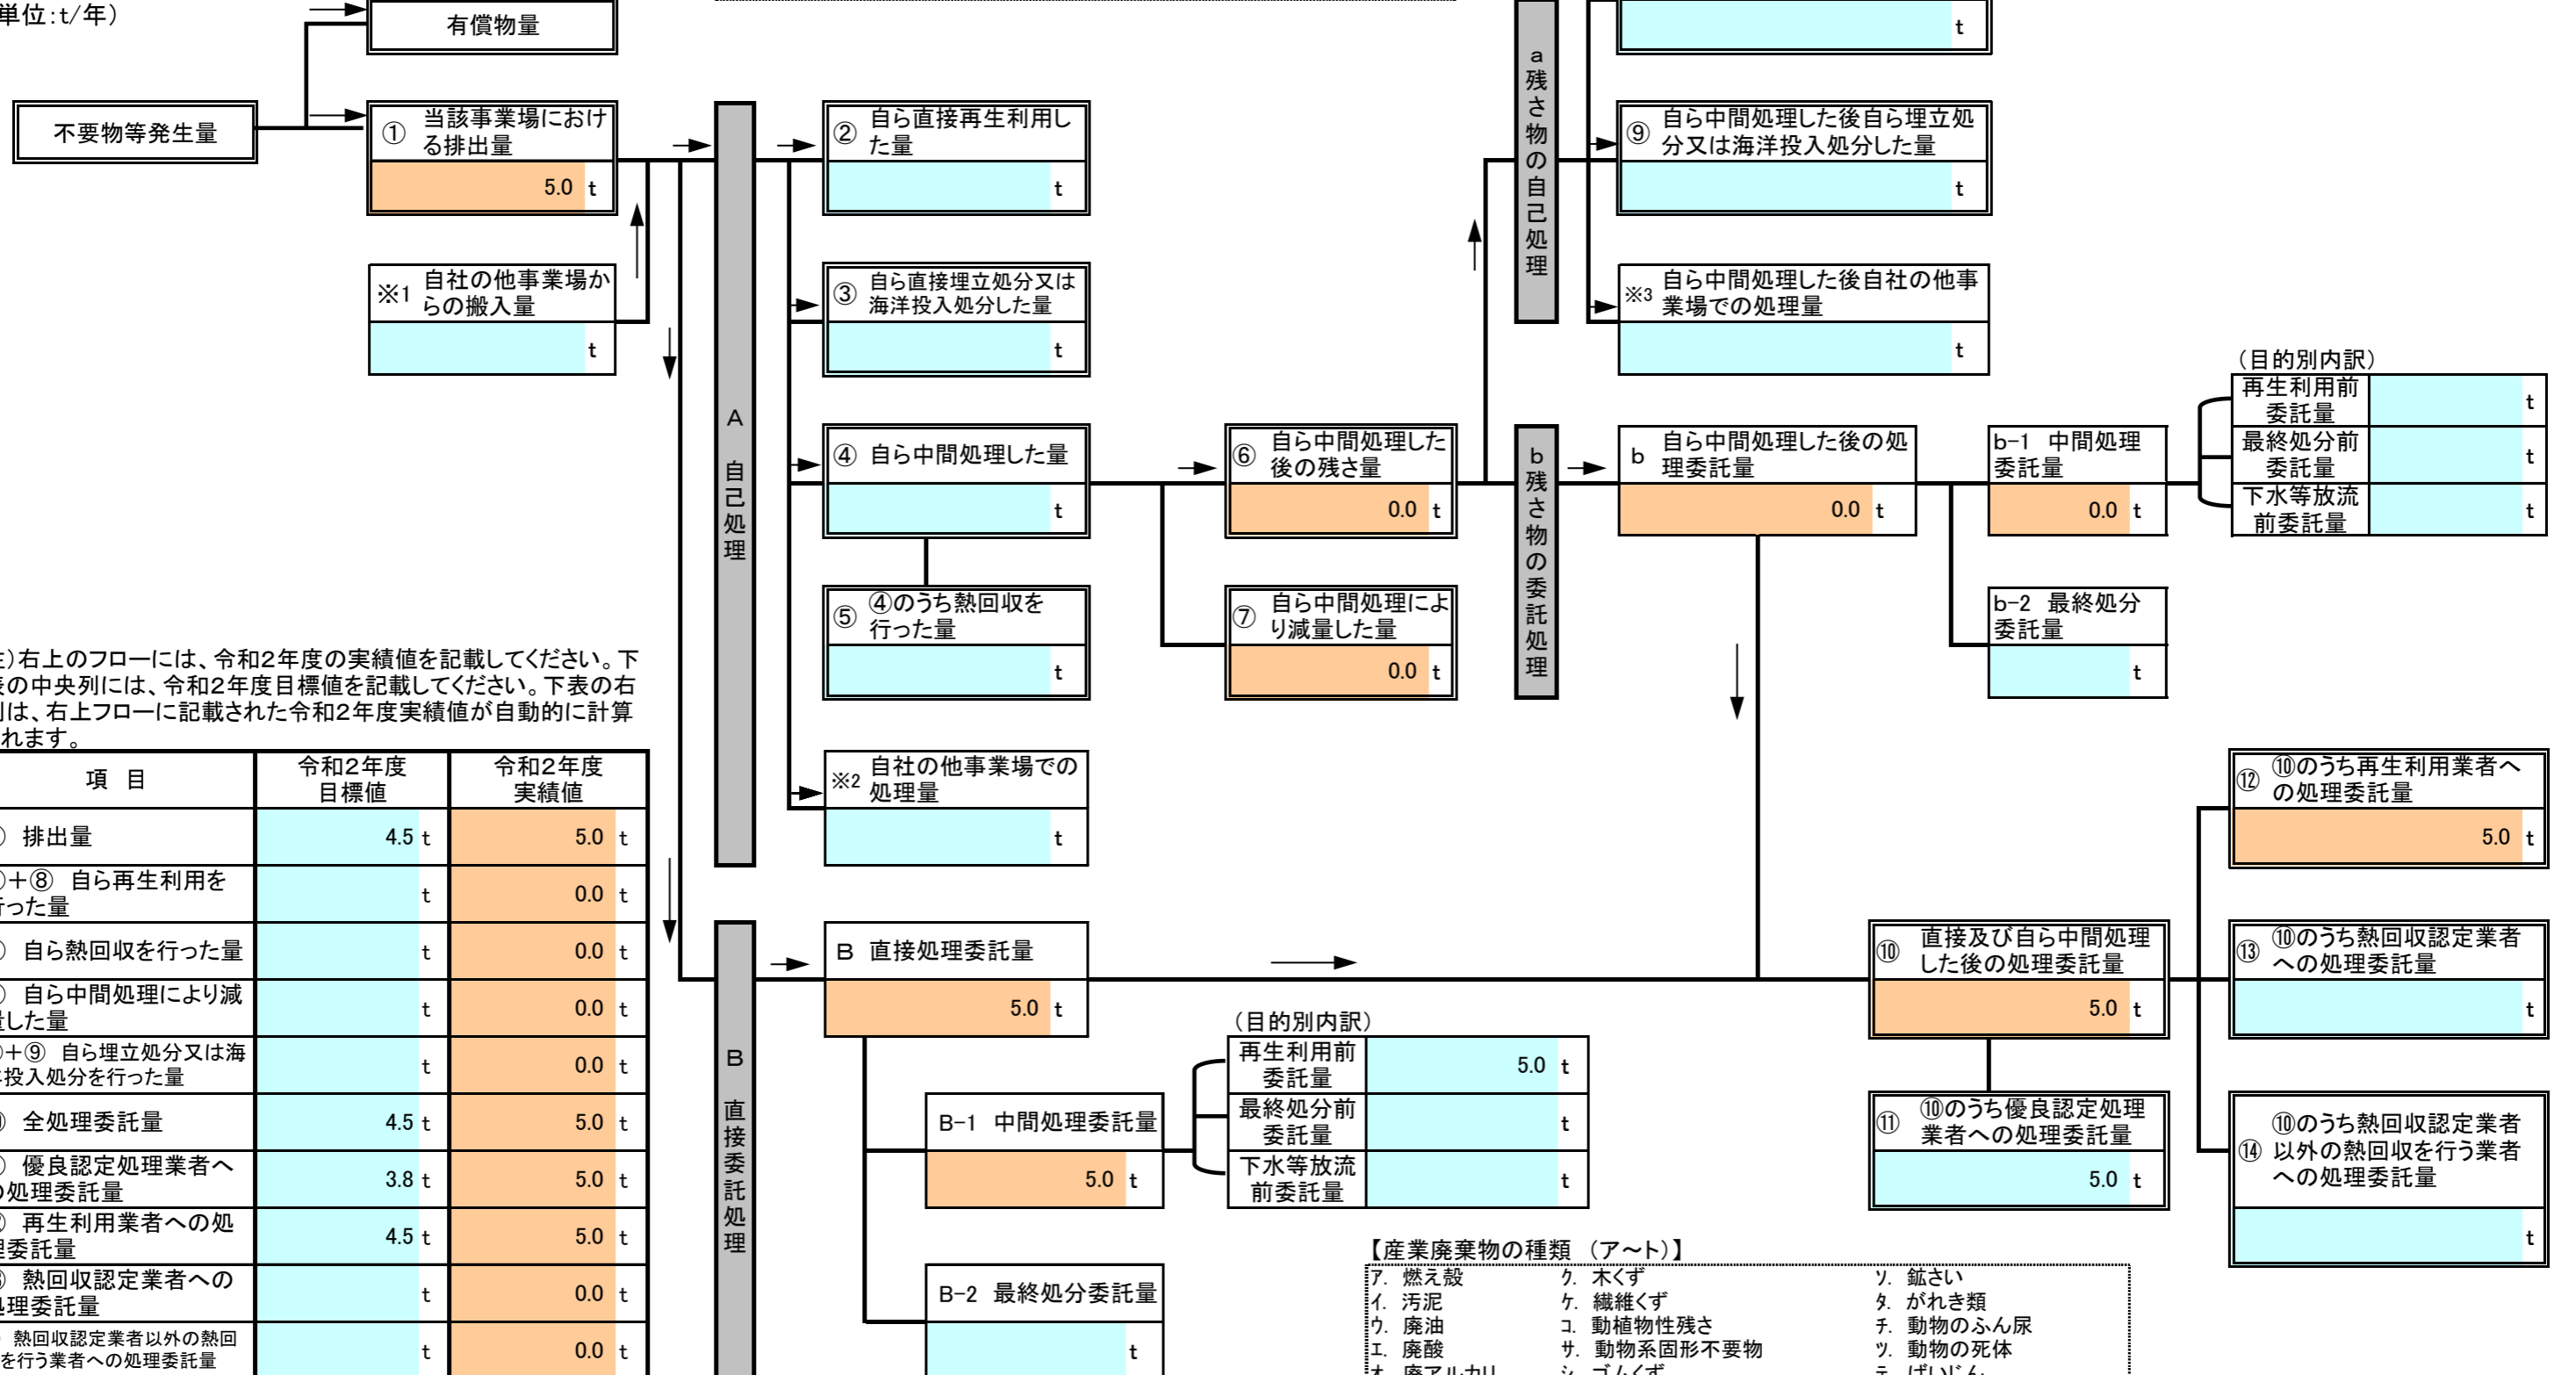 単位:t/年)
有償物量
t
不要物等発生量
① 当該事業場におけ
る排出量
5.0 t
※1 自社の他事業場か
らの搬入量
t
A 自己処理
② 自ら直接再生利用し
た量
t
③ 自ら直接埋立処分又は
海洋投入処分した量
t
④ 自ら中間処理した量
t
⑤ ④のうち熱回収を
行った量
t
※2 自社の他事業場での
処理量
t
⑥ 自ら中間処理した
後の残さ量
0.0 t
⑦ 自ら中間処理によ
り減量した量
0.0 t
a 残さ物の自己処理
⑨ 自ら中間処理した後自ら埋立処
分又は海洋投入処分した量
t
※3 自ら中間処理した後自社の他事
業場での処理量
t
b 残さ物の委託処理
b 自ら中間処理した後の処
理委託量
0.0 t
b-1 中間処理
委託量
0.0 t
b-2 最終処分
委託量
t
(目的別内訳)
再生利用前
委託量
t
最終処分前
委託量
t
下水等放流
前委託量
t
)右上のフローには、令和2年度の実績値を記載してください。下
表の中央列には、令和2年度目標値を記載してください。下表の右
列は、右上フローに記載された令和2年度実績値が自動的に計算
れます。
項 目
令和2年度
目標値
令和2年度
実績値
排出量 4.5 t 5.0 t
+⑧ 自ら再生利用を
行った量
t 0.0 t
自ら熱回収を行った量 t 0.0 t
自ら中間処理により減
量した量
t 0.0 t
+⑨ 自ら埋立処分又は海
洋投入処分を行った量
t 0.0 t
全処理委託量 4.5 t 5.0 t
優良認定処理業者へ
の処理委託量
3.8 t 5.0 t
再生利用業者への処
理委託量
4.5 t 5.0 t
熱回収認定業者への
処理委託量
t 0.0 t
熱回収認定業者以外の熱回
を行う業者への処理委託量
t 0.0 t
B 直接委託処理
B 直接処理委託量
5.0 t
B-1 中間処理委託量
5.0 t
B-2 最終処分委託量
t
(目的別内訳)
再生利用前
委託量
5.0 t
最終処分前
委託量
t
下水等放流
前委託量
t
⑩ 直接及び自ら中間処理
した後の処理委託量
5.0 t
⑪ ⑩のうち優良認定処理
業者への処理委託量
5.0 t
⑫ ⑩のうち再生利用業者へ
の処理委託量
5.0 t
⑬ ⑩のうち熱回収認定業者
への処理委託量
t
⑭ ⑩のうち熱回収認定業者
以外の熱回収を行う業者
への処理委託量
t
【産業廃棄物の種類 (ア～ト)】
ア. 燃え殻 ク. 木くず ソ. 鉱さい
イ. 汚泥 ケ. 繊維くず タ. がれき類
ウ. 廃油 コ. 動植物性残さ チ. 動物のふん尿
エ. 廃酸 サ. 動物系固形不要物 ツ. 動物の死体
オ. 廃アルカリ シ. ゴムくず テ. ばいじん